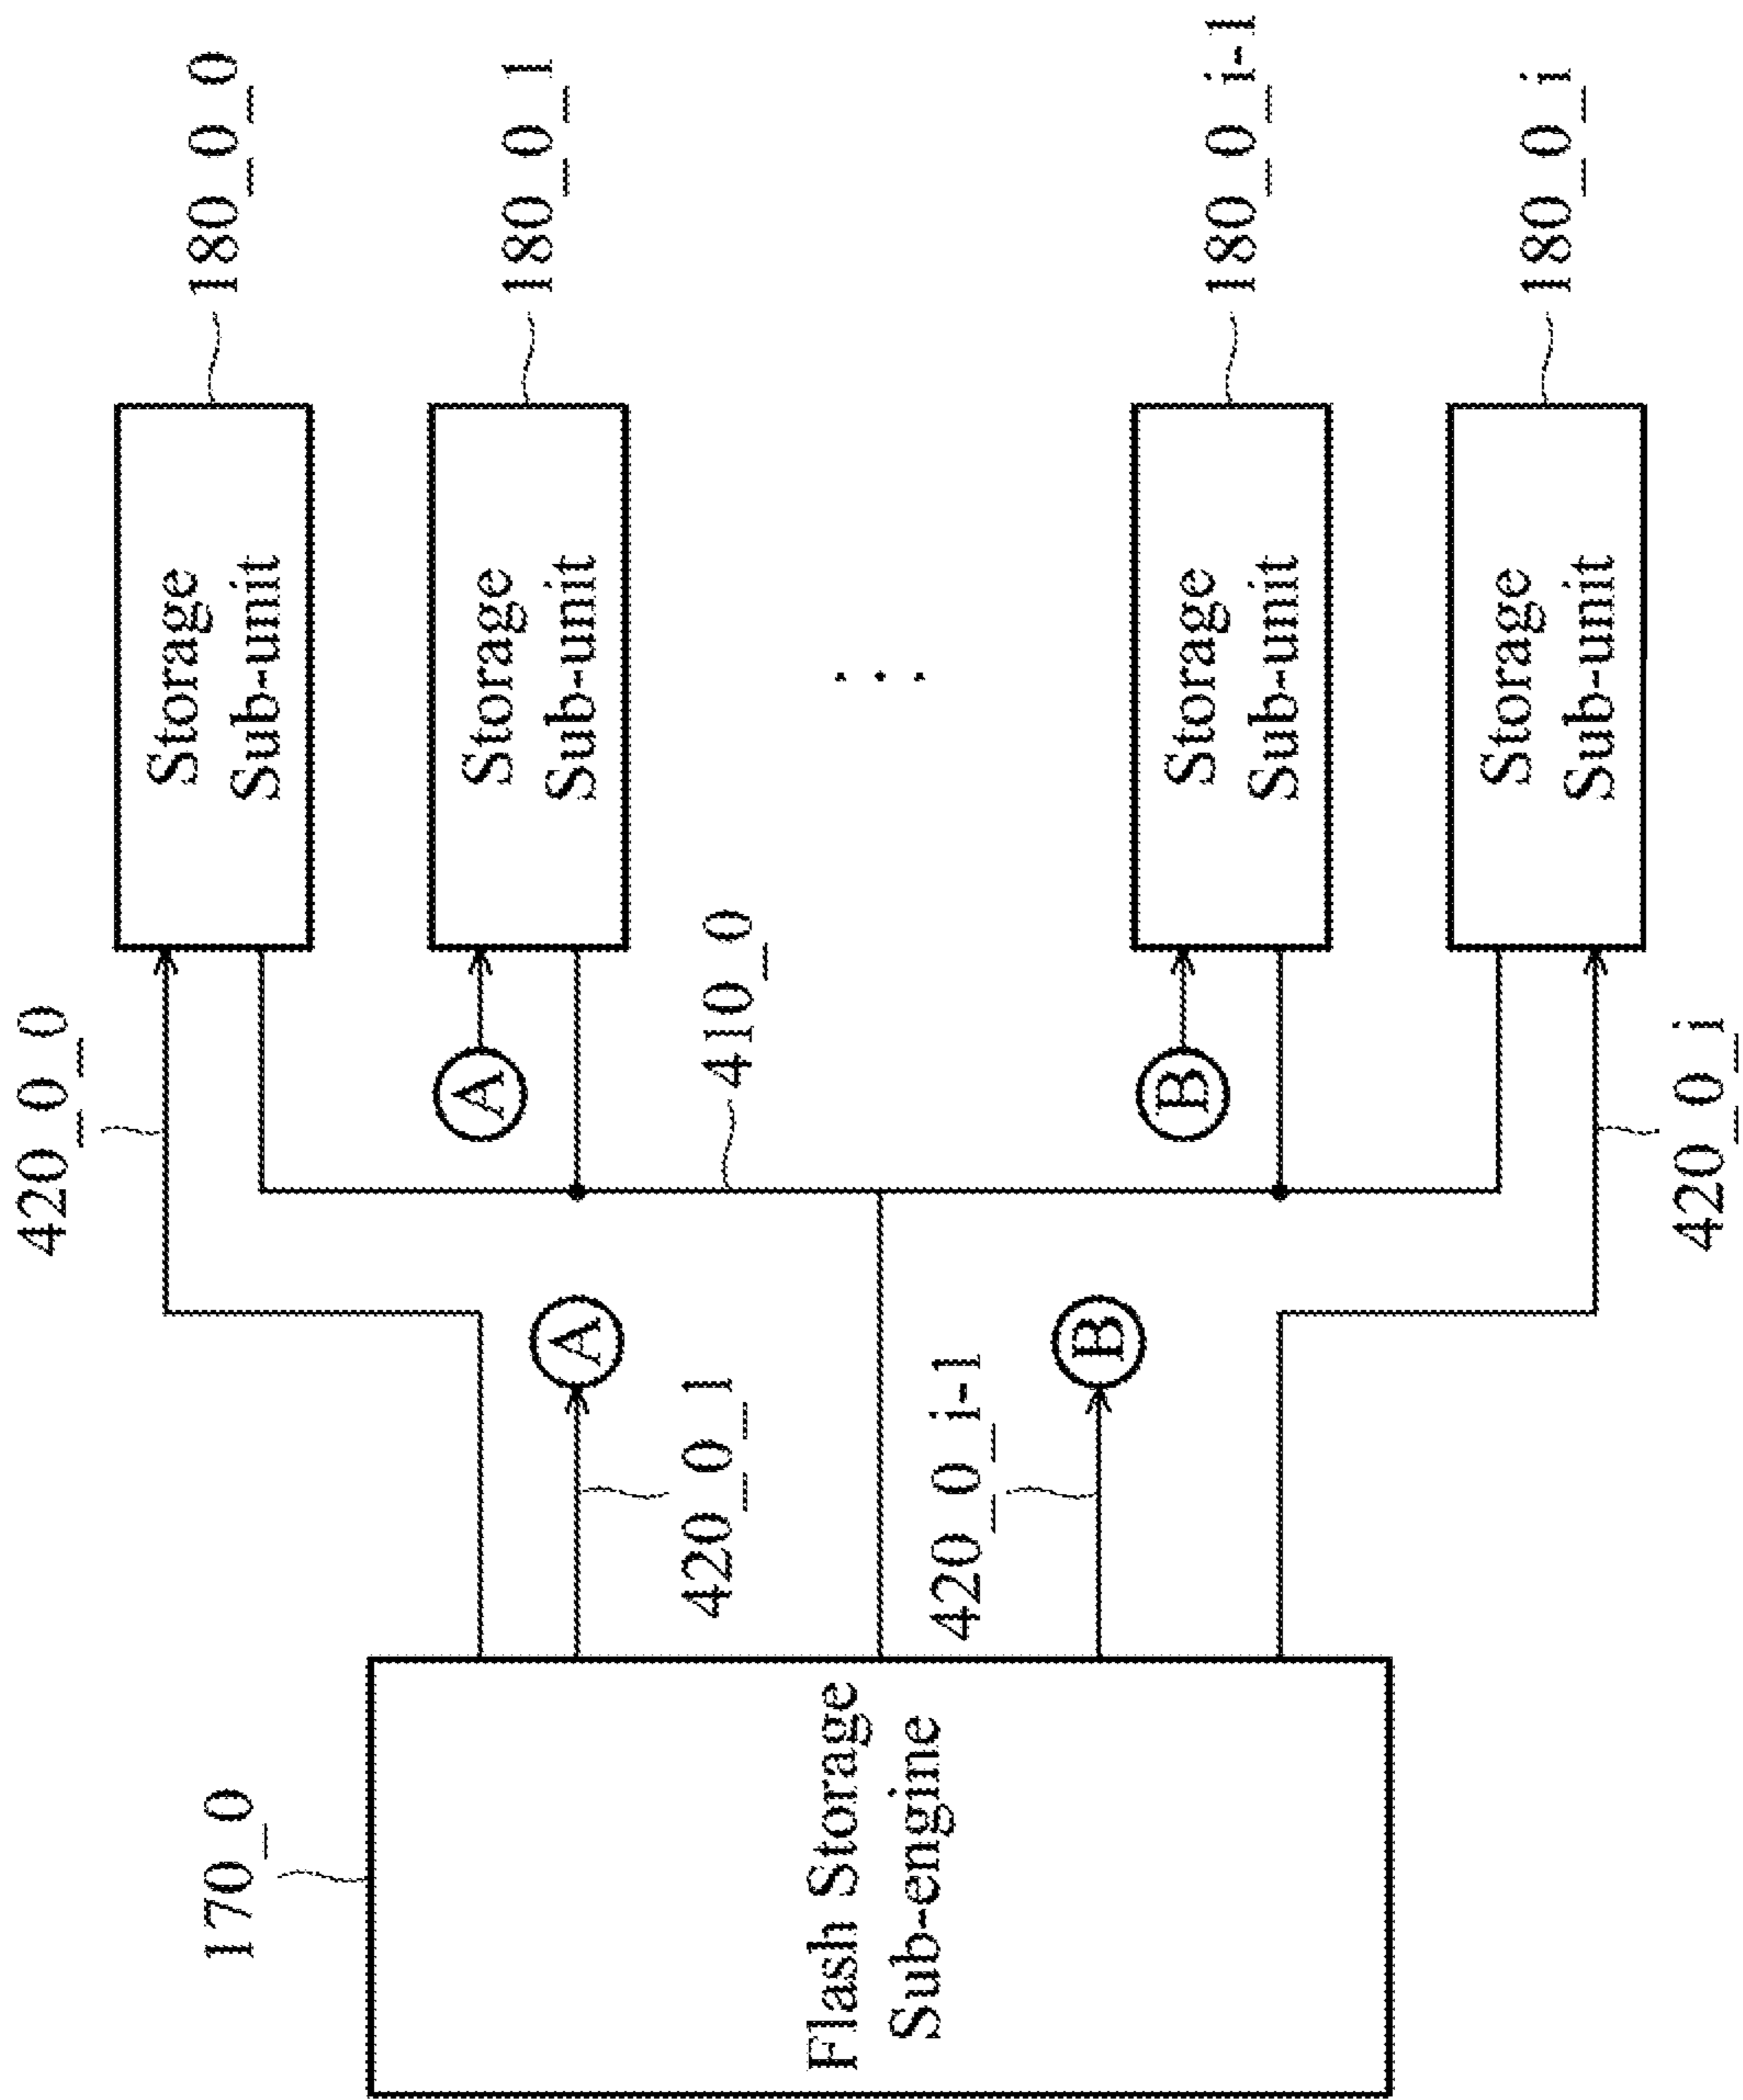 420_0_0
170_0
Storage
Sub-unit
180_0_0
A
Storage
Sub-unit
180_0_1
A
420_0_1
410_0
Flash Storage
Sub-engine
. . .
420_0_i-1
B
B
Storage
Sub-unit
180_0_i-1
Storage
Sub-unit
180_0_i
420_0_i